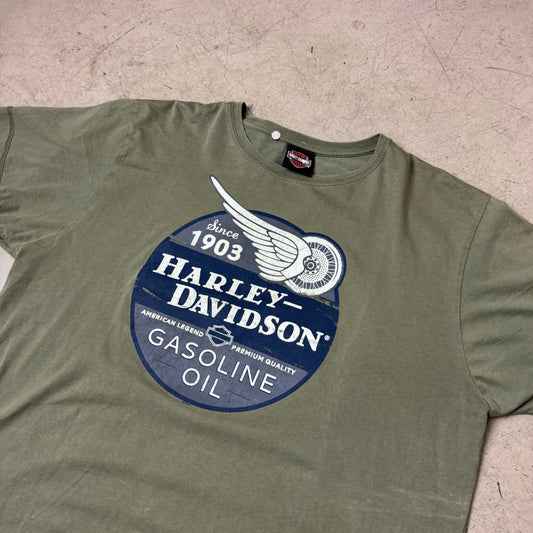 Since
1903
HARLEY-
DAVIDSON®
AMERICAN LEGEND PREMIUM QUALITY
GASOLINE
OIL